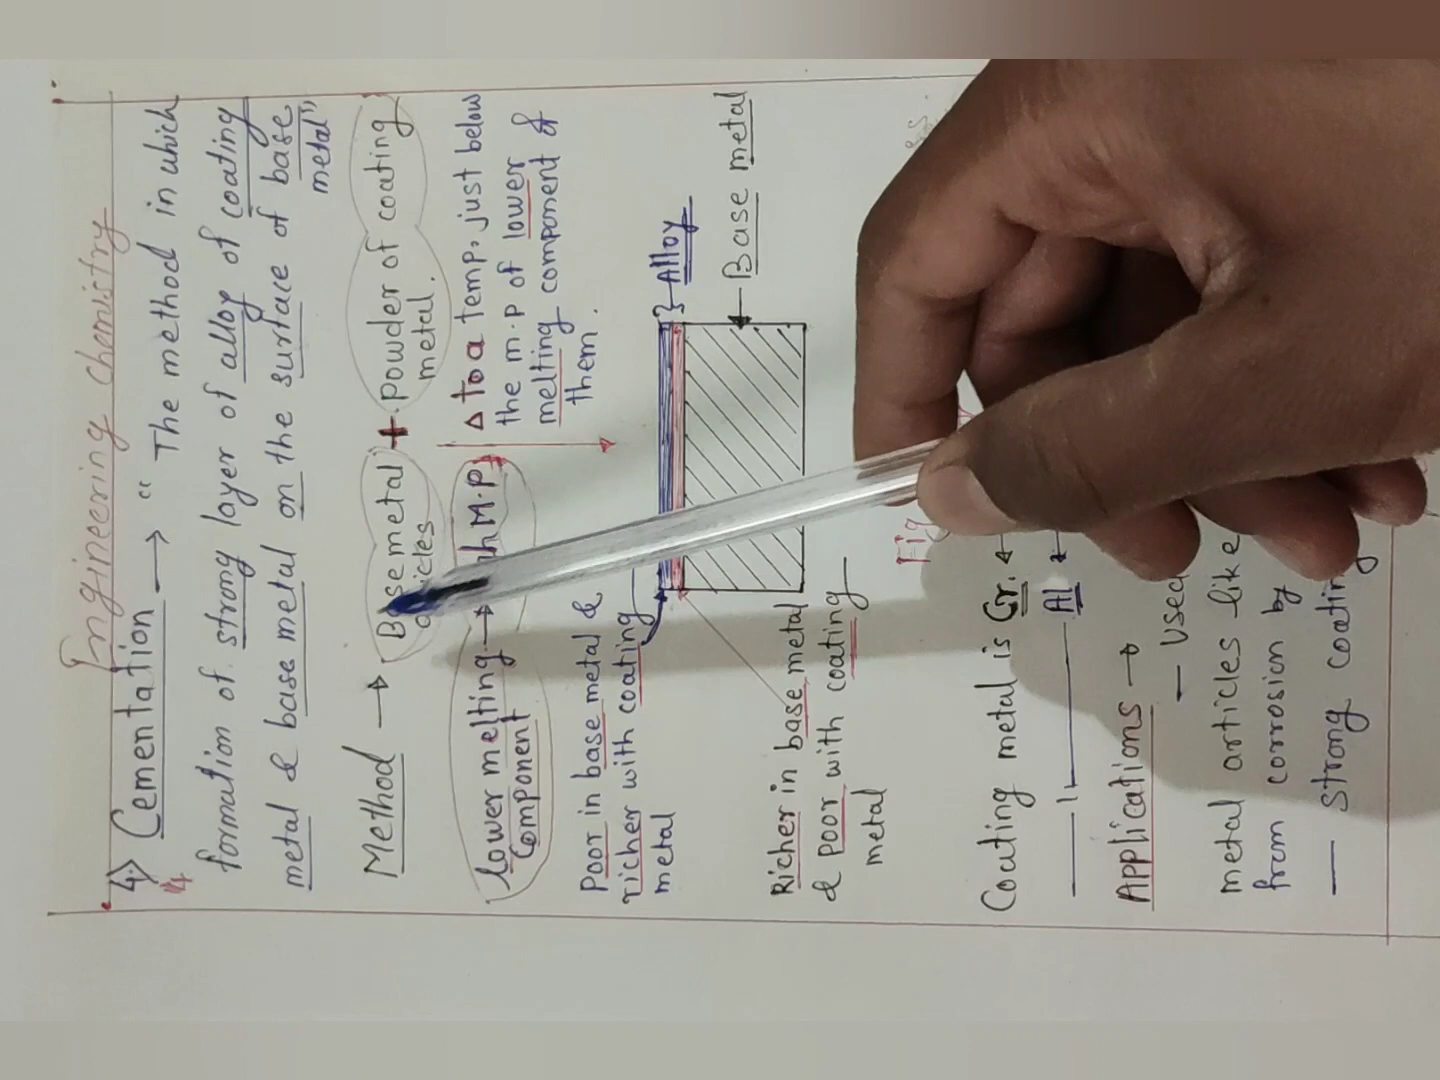 Engineering Chemistry
4) Cementation → " The method in which
4
formation of strong layer of alloy of coating
metal & base metal on the surface of base
metal"
Method → Base metal + powder of coating
metal.
lower melting → M.P
component
Δ to a temp. just below
the m.p of lower
melting component of
them.
Poor in base metal &
richer with coating
metal
} Alloy
Base metal
Richer in base metal
& poor with coating
metal
Fig
Coating metal is Cr.
Al
Applications →
— Used
metal articles like
from corrosion by
— strong